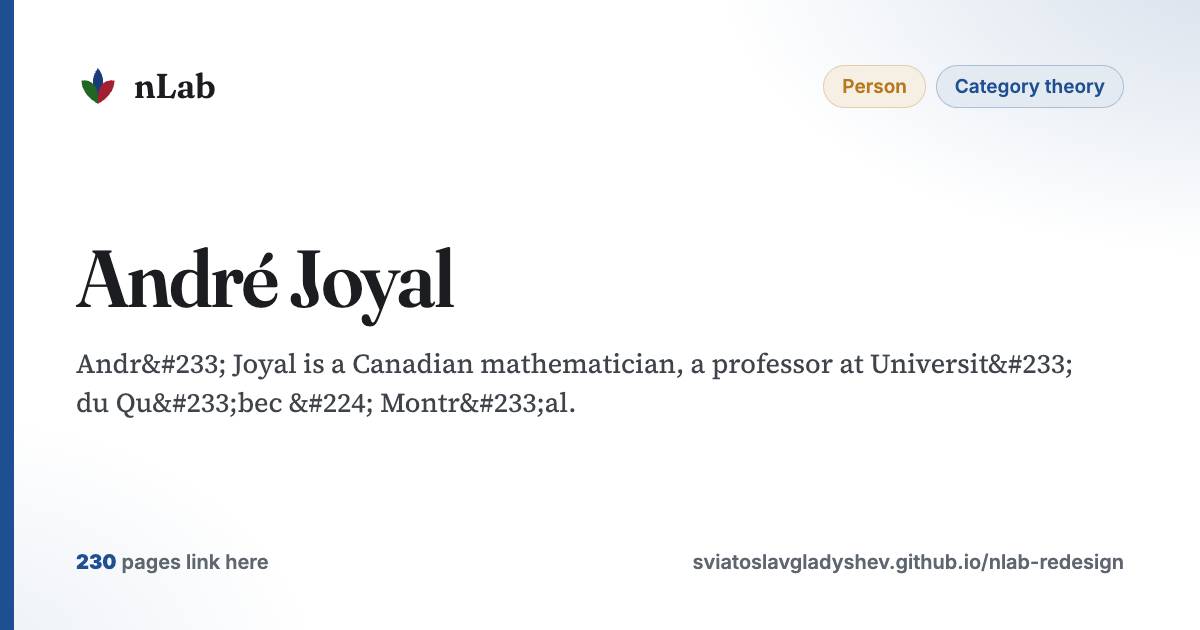 nLab
Person
Category theory
André Joyal
Andr&#233; Joyal is a Canadian mathematician, a professor at Universit&#233;
du Qu&#233;bec &#224; Montr&#233;al.
230 pages link here
sviatoslavgladyshev.github.io/nlab-redesign